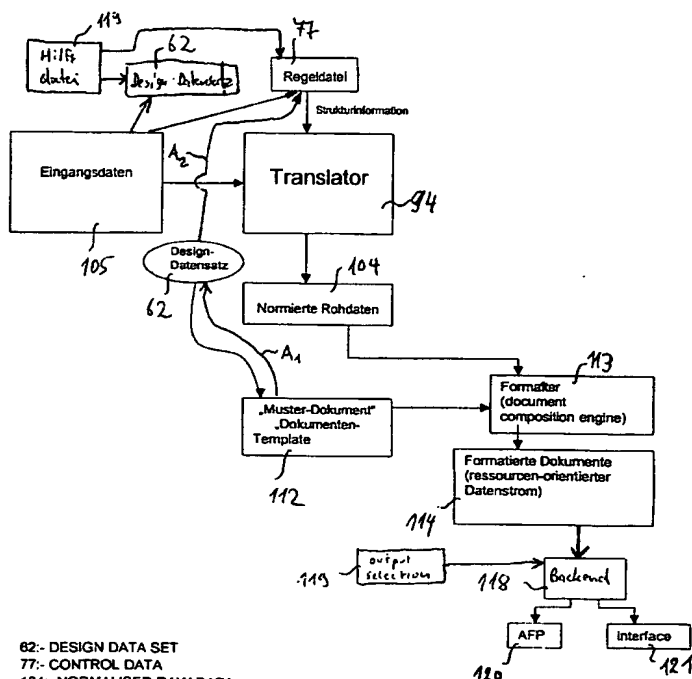 119
62
77
Hilfs
datei
Design-Datensatz
Regeldatei
Strukturinformation
A2
Eingangsdaten
Translator
94
105
Design-
Datensatz
62
104
Normierte Rohdaten
A1
113
Formatter
(document
composition engine)
„Muster-Dokument"
„Dokumenten-
Template
112
Formatierte Dokumente
(ressourcen-orientierter
Datenstrom)
114
output
selection
119
118
Backend
AFP
Interface
120
121
62:- DESIGN DATA SET
77:- CONTROL DATA